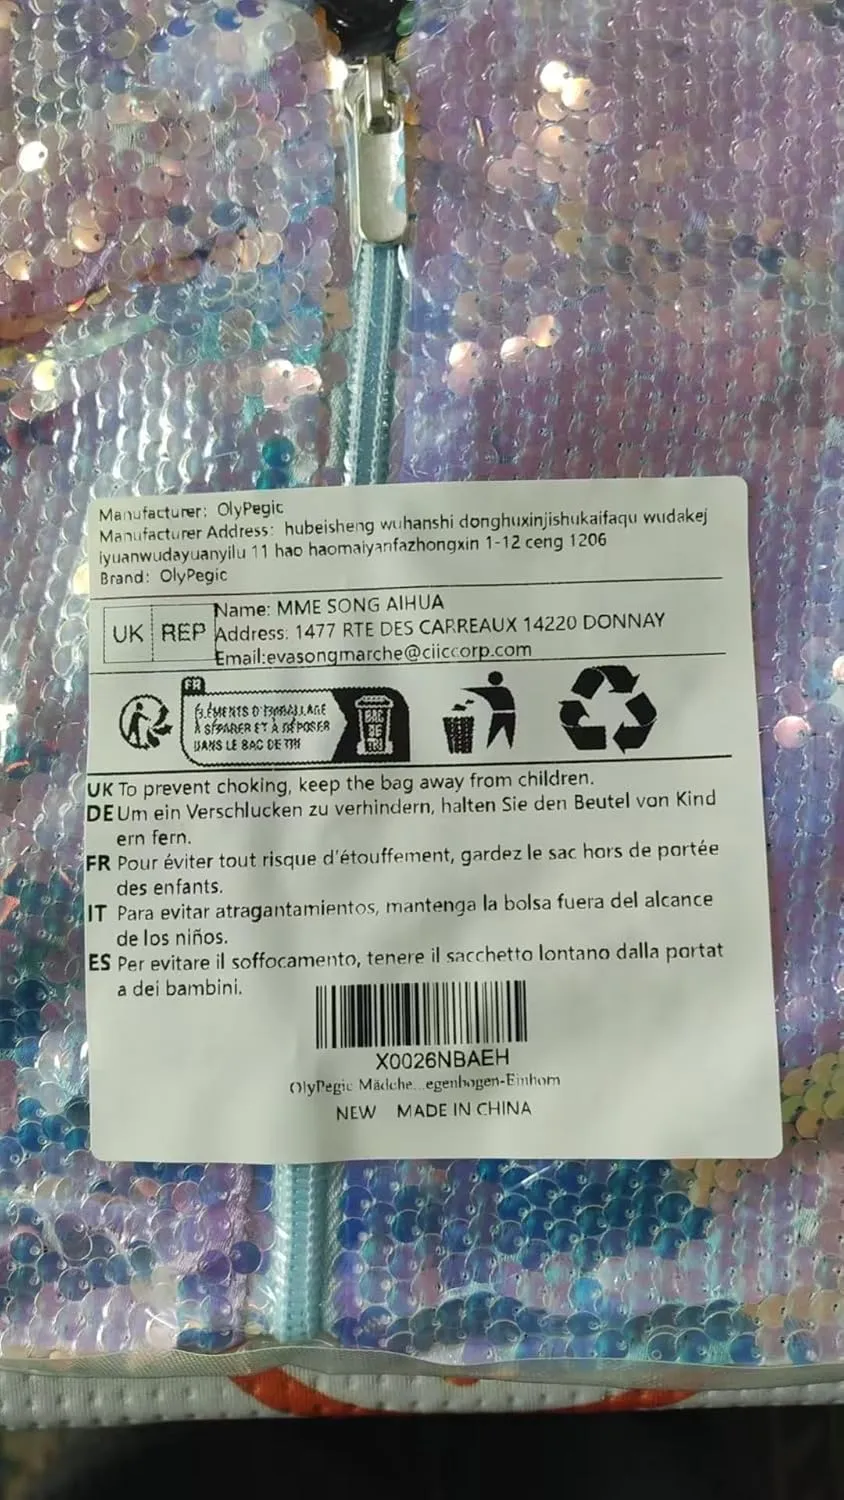 Manufacturer: OlyPegic
Manufacturer Address: hubeisheng wuhanshi donghuxinjishukaifaqu wudakej
iyuanwudayuanyilu 11 hao haomaiyanfazhongxin 1-12 ceng 1206
Brand: OlyPegic
UK REP
Name: MME SONG AIHUA
Address: 1477 RTE DES CARREAUX 14220 DONNAY
Email:evasongmarche@ciiccorp.com
FR
ÉLÉMENTS D'EMBALLAGE
À SÉPARER ET À DÉPOSER
DANS LE BAC DE TRI
BAC
DE
TRI
UK To prevent choking, keep the bag away from children.
DE Um ein Verschlucken zu verhindern, halten Sie den Beutel von Kind
ern fern.
FR Pour éviter tout risque d'étouffement, gardez le sac hors de portée
des enfants.
IT Para evitar atragantamientos, mantenga la bolsa fuera del alcance
de los niños.
ES Per evitare il soffocamento, tenere il sacchetto lontano dalla portat
a dei bambini.
X0026NBAEH
OlyPegic Mädche...egenbogen-Einhorn
NEW MADE IN CHINA